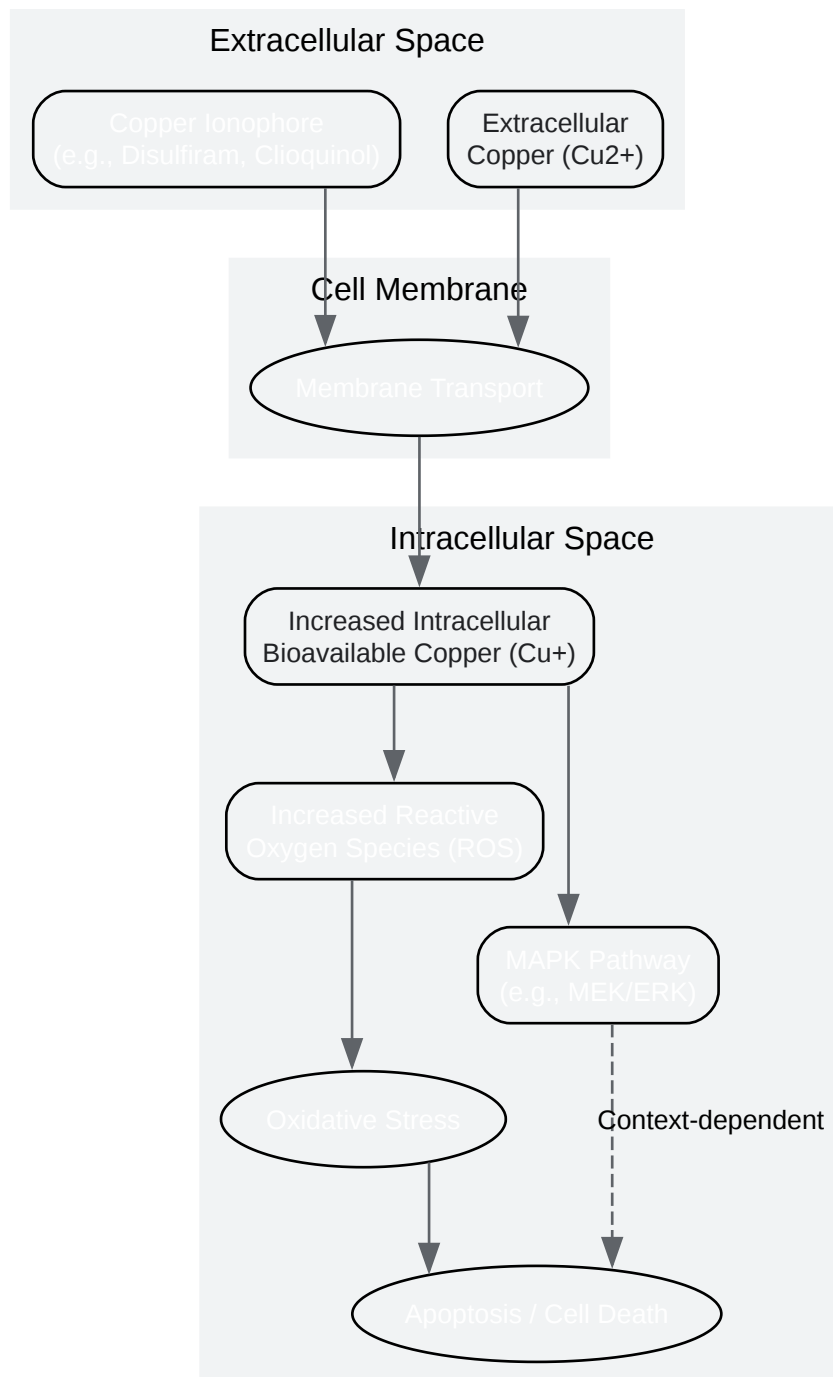 Extracellular Space
Copper Ionophore
(e.g., Disulfiram, Clioquinol)
Extracellular
Copper (Cu2+)
Cell Membrane
Membrane Transport
Intracellular Space
Increased Intracellular
Bioavailable Copper (Cu+)
Increased Reactive
Oxygen Species (ROS)
MAPK Pathway
(e.g., MEK/ERK)
Oxidative Stress
Context-dependent
Apoptosis / Cell Death